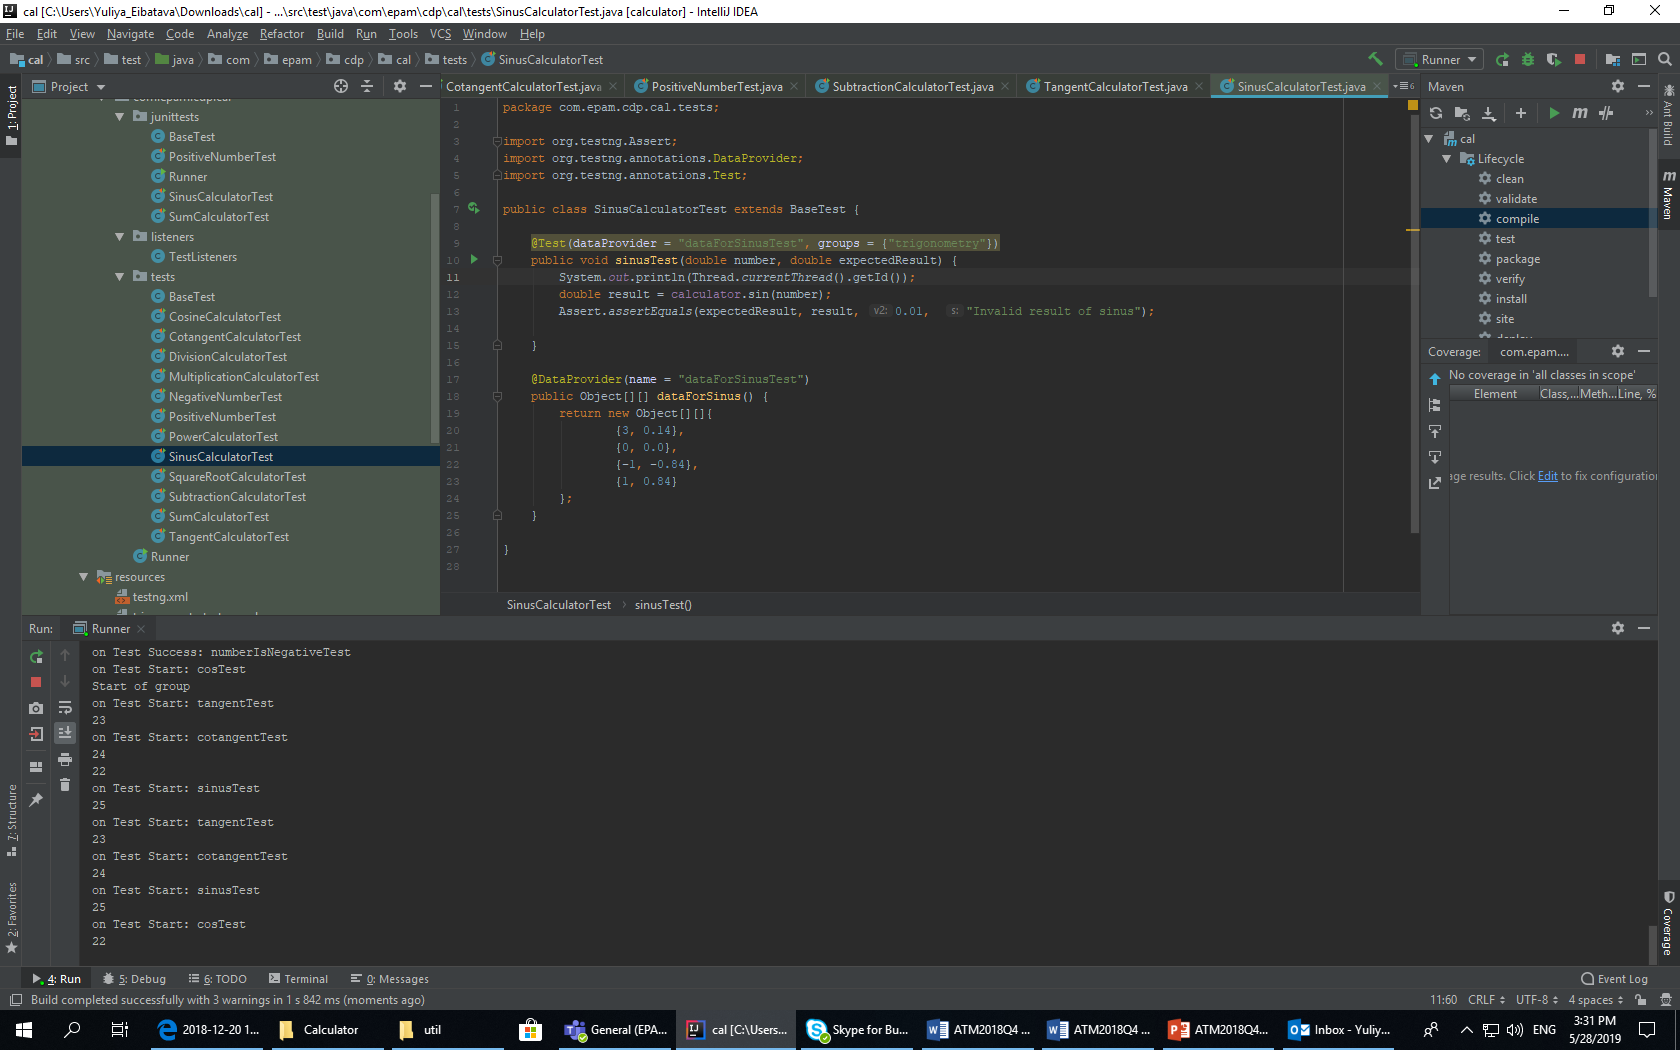 cal [C:\Users\Yuliya_Eibatava\Downloads\cal] - ...\src\test\java\com\epam\cdp\cal\tests\SinusCalculatorTest.java [calculator] - IntelliJ IDEA
File Edit View Navigate Code Analyze Refactor Build Run Tools VCS Window Help
cal src test java com epam cdp cal tests SinusCalculatorTest
Runner
Project
CotangentCalculatorTest.java PositiveNumberTest.java SubtractionCalculatorTest.java TangentCalculatorTest.java SinusCalculatorTest.java
1: Project
junittests
BaseTest
PositiveNumberTest
Runner
SinusCalculatorTest
SumCalculatorTest
listeners
TestListeners
tests
BaseTest
CosineCalculatorTest
CotangentCalculatorTest
DivisionCalculatorTest
MultiplicationCalculatorTest
NegativeNumberTest
PositiveNumberTest
PowerCalculatorTest
SinusCalculatorTest
SquareRootCalculatorTest
SubtractionCalculatorTest
SumCalculatorTest
TangentCalculatorTest
Runner
resources
testng.xml
1 package com.epam.cdp.cal.tests;
2
3 import org.testng.Assert;
4 import org.testng.annotations.DataProvider;
5 import org.testng.annotations.Test;
6
7 public class SinusCalculatorTest extends BaseTest {
8
9 @Test(dataProvider = "dataForSinusTest", groups = {"trigonometry"})
10 public void sinusTest(double number, double expectedResult) {
11 System.out.println(Thread.currentThread().getId());
12 double result = calculator.sin(number);
13 Assert.assertEquals(expectedResult, result, v2: 0.01, s: "Invalid result of sinus");
14
15 }
16
17 @DataProvider(name = "dataForSinusTest")
18 public Object[][] dataForSinus() {
19 return new Object[][]{
20 {3, 0.14},
21 {0, 0.0},
22 {-1, -0.84},
23 {1, 0.84}
24 };
25 }
26
27 }
28
SinusCalculatorTest › sinusTest()
Maven
cal
Lifecycle
clean
validate
compile
test
package
verify
install
site
Coverage: com.epam....
No coverage in 'all classes in scope'
Element Class,... Meth... Line, %
age results. Click Edit to fix configuratio
Ant Build
Maven
Coverage
Run: Runner
on Test Success: numberIsNegativeTest
on Test Start: cosTest
Start of group
on Test Start: tangentTest
23
on Test Start: cotangentTest
24
22
on Test Start: sinusTest
25
on Test Start: tangentTest
23
on Test Start: cotangentTest
24
on Test Start: sinusTest
25
on Test Start: cosTest
22
7: Structure
2: Favorites
4: Run 5: Debug 6: TODO Terminal 0: Messages Event Log
Build completed successfully with 3 warnings in 1 s 842 ms (moments ago) 11:60 CRLF UTF-8 4 spaces
2018-12-20 1... Calculator util General (EPA... cal [C:\Users... Skype for Bu... ATM2018Q4 ... ATM2018Q4 ... ATM2018Q4... Inbox - Yuliy... ENG 3:31 PM
5/28/2019